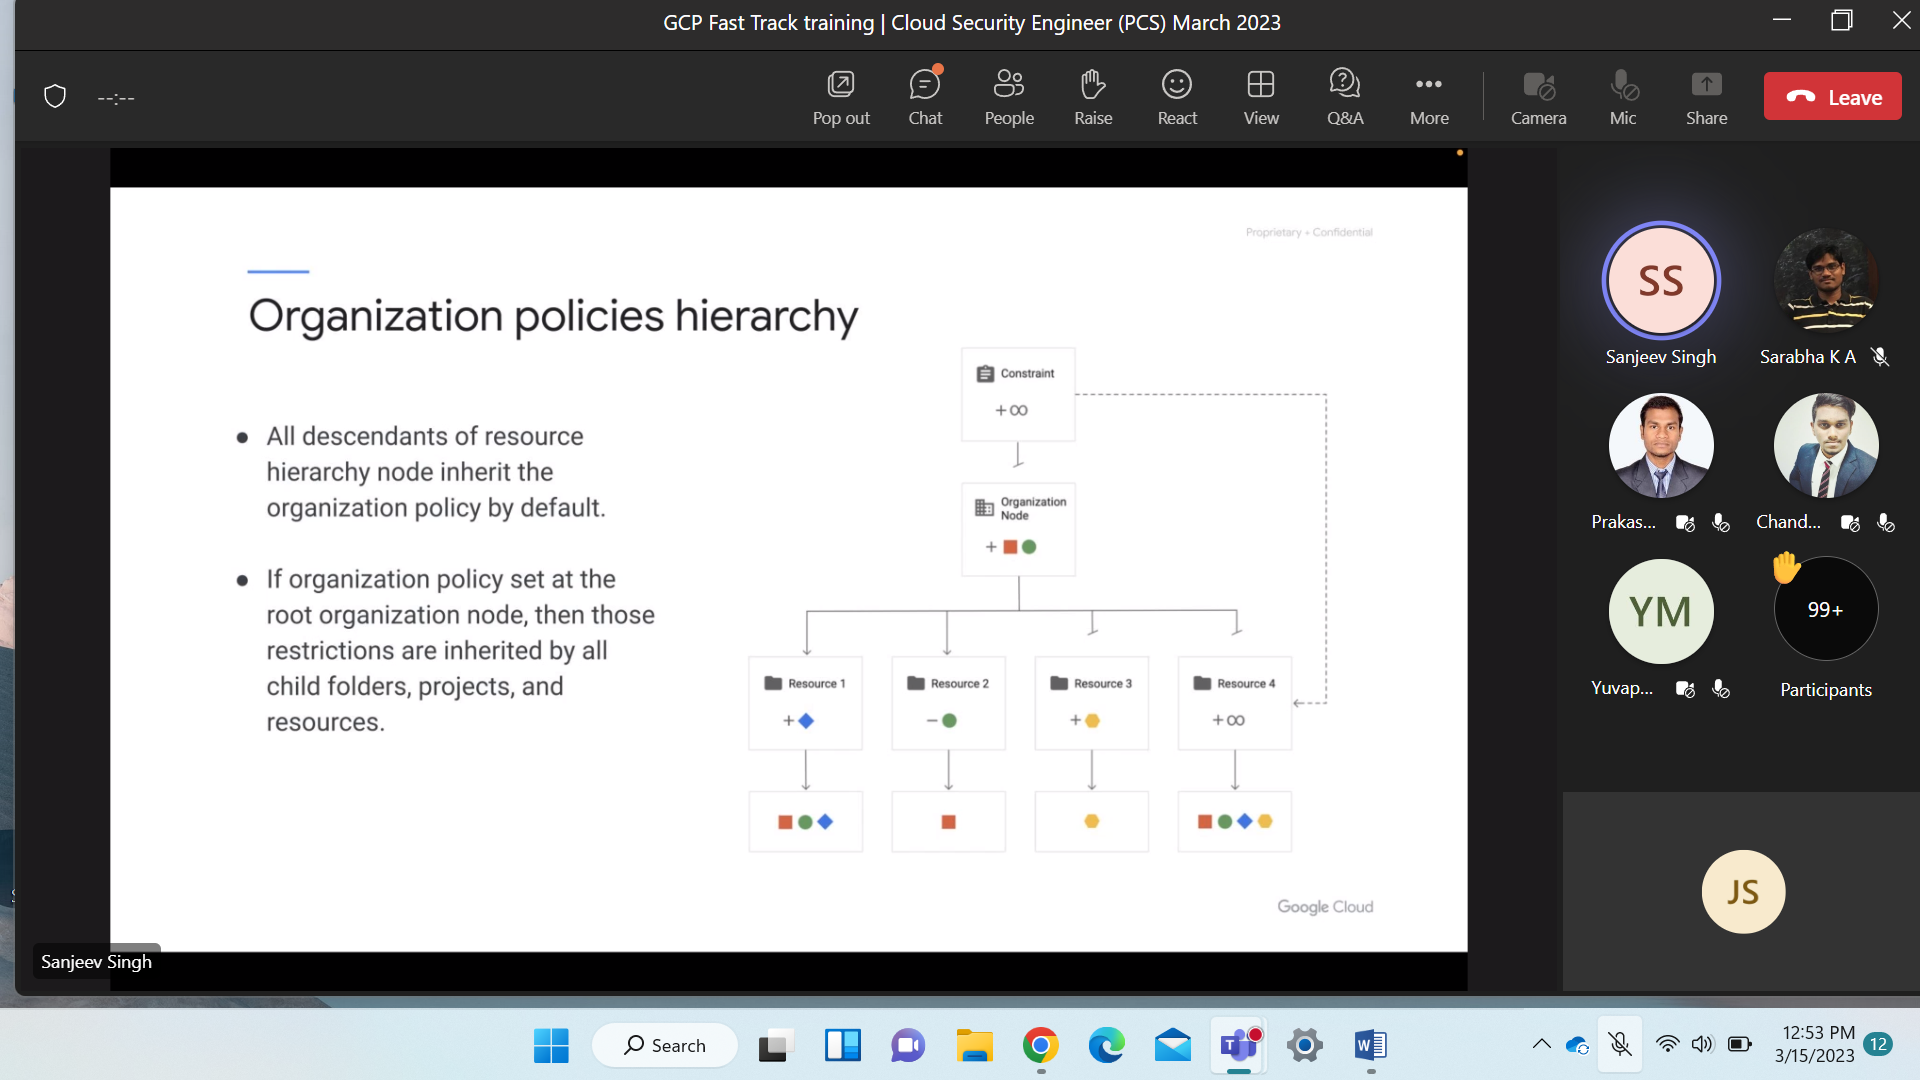 GCP Fast Track training | Cloud Security Engineer (PCS) March 2023
--:--
Pop out
Chat
People
Raise
React
View
Q&A
More
Camera
Mic
Share
Leave
Proprietary + Confidential
Organization policies hierarchy
● All descendants of resource
hierarchy node inherit the
organization policy by default.
● If organization policy set at the
root organization node, then those
restrictions are inherited by all
child folders, projects, and
resources.
Constraint
+∞
Organization
Node
+
Resource 1
+
Resource 2
−
Resource 3
+
Resource 4
+∞
Google Cloud
Sanjeev Singh
SS
Sanjeev Singh
Sarabha K A
Prakas...
Chand...
YM
Yuvap...
99+
Participants
JS
Search
12:53 PM
3/15/2023
12